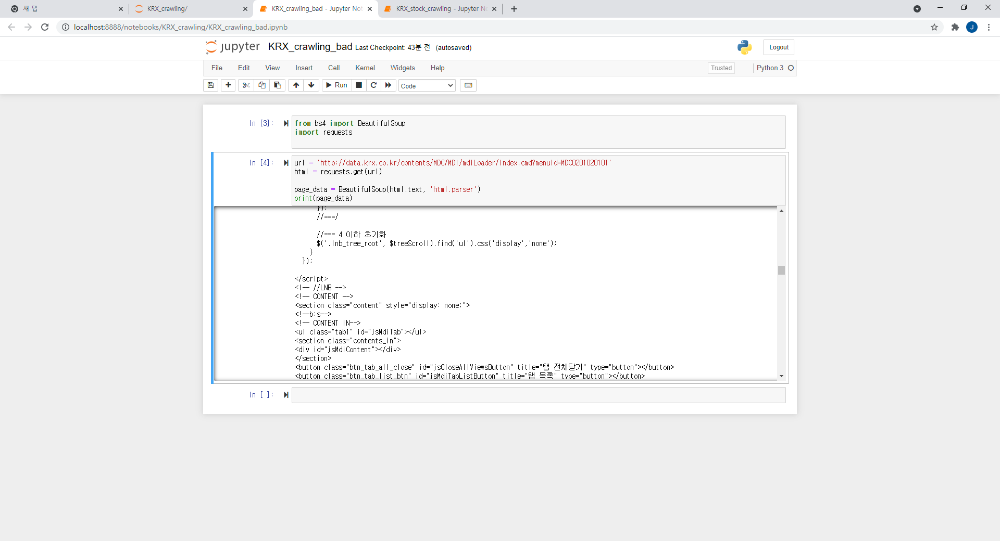 새 탭
KRX_crawling/
KRX_crawling_bad - Jupyter Not
KRX_stock_crawling - Jupyter No
localhost:8888/notebooks/KRX_crawling/KRX_crawling_bad.ipynb
J
jupyter KRX_crawling_bad Last Checkpoint: 43분 전 (autosaved)
Logout
File Edit View Insert Cell Kernel Widgets Help
Trusted
Python 3
Run
Code
In [3]:
from bs4 import BeautifulSoup
import requests
In [4]:
url = 'http://data.krx.co.kr/contents/MDC/MDI/mdiLoader/index.cmd?menuId=MDC0201020101'
html = requests.get(url)
page_data = BeautifulSoup(html.text, 'html.parser')
print(page_data)
});
//===/
//=== 4 이하 초기화
$('.lnb_tree_root', $treeScroll).find('ul').css('display','none');
}
});
</script>
<!-- //LNB -->
<!-- CONTENT -->
<section class="content" style="display: none;">
<!--b:s-->
<!-- CONTENT IN-->
<ul class="tab1" id="jsMdiTab"></ul>
<section class="contents_in">
<div id="jsMdiContent"></div>
</section>
<button class="btn_tab_all_close" id="jsCloseAllViewsButton" title="탭 전체닫기" type="button"></button>
<button class="btn_tab_list_btn" id="jsMdiTabListButton" title="탭 목록" type="button"></button>
In [ ]: